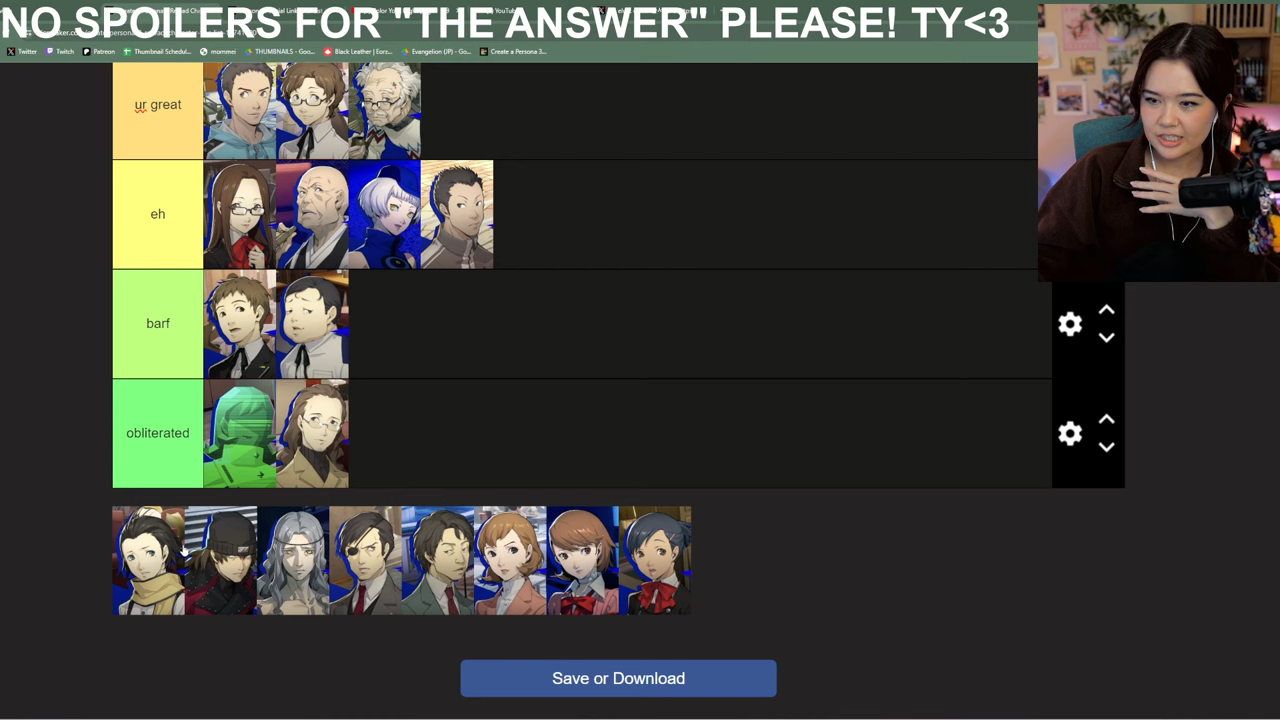 NO SPOILERS FOR "THE ANSWER" PLEASE! TY<3
Twitter
Twitch
Patreon
Thumbnail Schedul...
mommei
THUMBNAILS - Goo...
Black Leather | Eorz...
Evangelion (JP) - Go...
Create a Persona 3...
ur great
eh
barf
obliterated
Save or Download